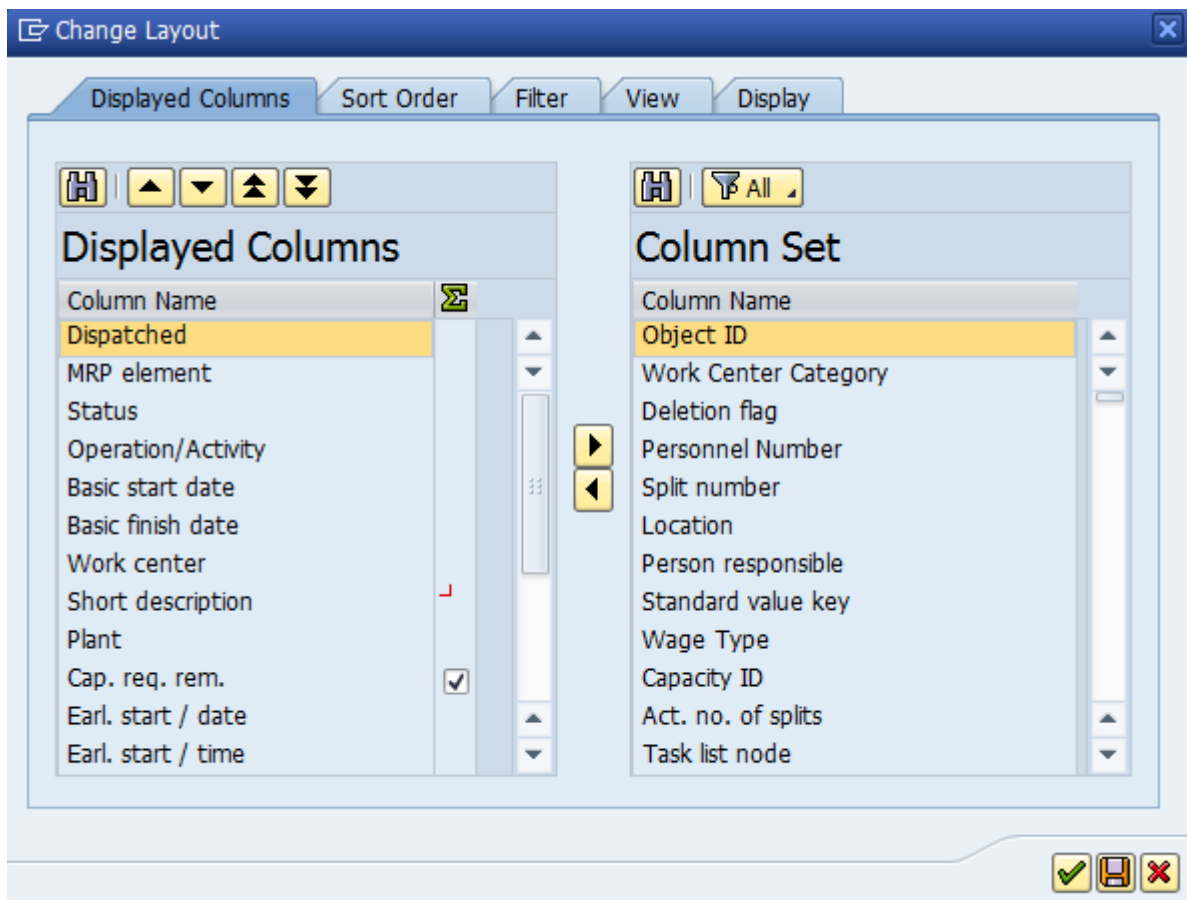 Change Layout
Displayed Columns Sort Order Filter View Display
Displayed Columns
Column Name
Dispatched
MRP element
Status
Operation/Activity
Basic start date
Basic finish date
Work center
Short description
Plant
Cap. req. rem.
Earl. start / date
Earl. start / time
All
Column Set
Column Name
Object ID
Work Center Category
Deletion flag
Personnel Number
Split number
Location
Person responsible
Standard value key
Wage Type
Capacity ID
Act. no. of splits
Task list node